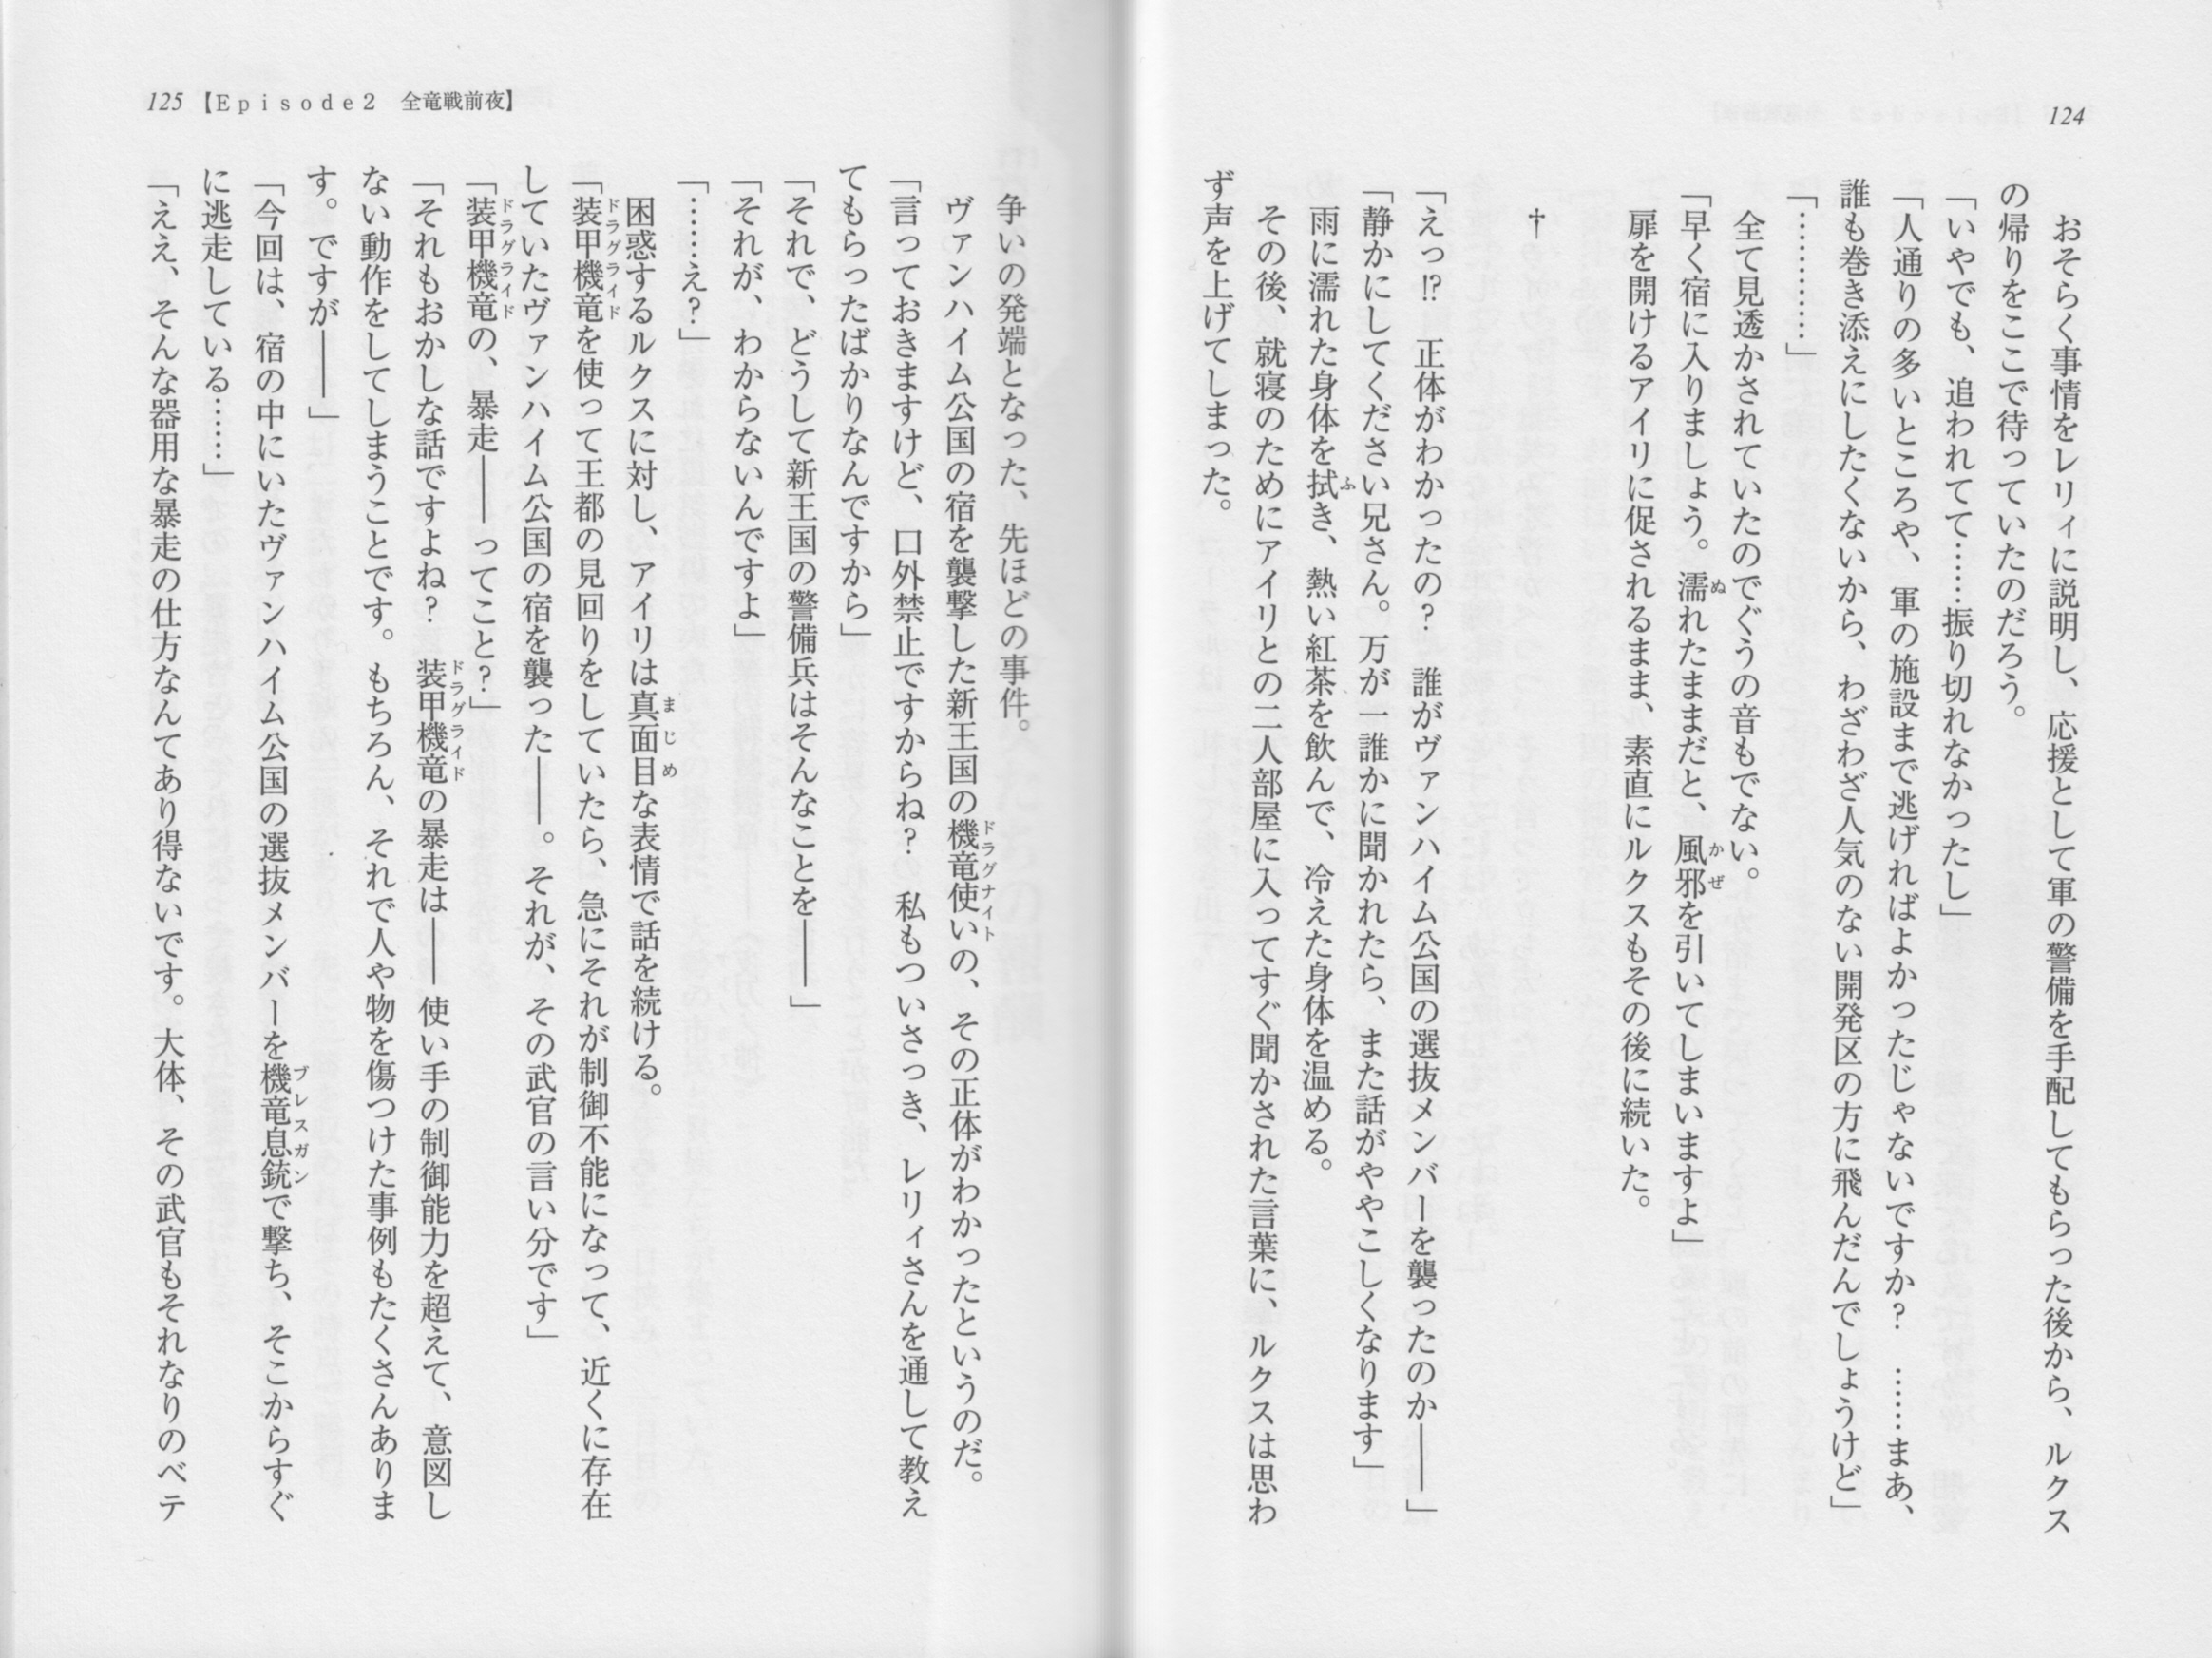 124
おそらく事情をレリィに説明し、応援として軍の警備を手配してもらった後から、ルクス
の帰りをここで待っていたのだろう。
「いやでも、追われてて……振り切れなかったし」
「人通りの多いところや、軍の施設まで逃げればよかったじゃないですか？　……まあ、
誰も巻き添えにしたくないから、わざわざ人気のない開発区の方に飛んだんでしょうけど」
「…………」
全て見透かされていたのでぐうの音もでない。
「早く宿に入りましょう。濡れたままだと、風邪を引いてしまいますよ」
扉を開けるアイリに促されるまま、素直にルクスもその後に続いた。
†
「えっ⁉　正体がわかったの？　誰がヴァンハイム公国の選抜メンバーを襲ったのか――」
「静かにしてください兄さん。万が一誰かに聞かれたら、また話がややこしくなります」
雨に濡れた身体を拭き、熱い紅茶を飲んで、冷えた身体を温める。
その後、就寝のためにアイリとの二人部屋に入ってすぐ聞かされた言葉に、ルクスは思わ
ず声を上げてしまった。
125【Episode2　全竜戦前夜】
争いの発端となった、先ほどの事件。
ヴァンハイム公国の宿を襲撃した新王国の機竜使いの、その正体がわかったというのだ。
「言っておきますけど、口外禁止ですからね？　私もついさっき、レリィさんを通して教え
てもらったばかりなんですから」
「それで、どうして新王国の警備兵はそんなことを――」
「それが、わからないんですよ」
「……え？」
困惑するルクスに対し、アイリは真面目な表情で話を続ける。
「装甲機竜を使って王都の見回りをしていたら、急にそれが制御不能になって、近くに存在
していたヴァンハイム公国の宿を襲った――。それが、その武官の言い分です」
「装甲機竜の、暴走――ってこと？」
「それもおかしな話ですよね？　装甲機竜の暴走は――使い手の制御能力を超えて、意図し
ない動作をしてしまうことです。もちろん、それで人や物を傷つけた事例もたくさんありま
す。ですが――」
「今回は、宿の中にいたヴァンハイム公国の選抜メンバーを機竜息銃で撃ち、そこからすぐ
に逃走している……」
「ええ、そんな器用な暴走の仕方なんてあり得ないです。大体、その武官もそれなりのベテ